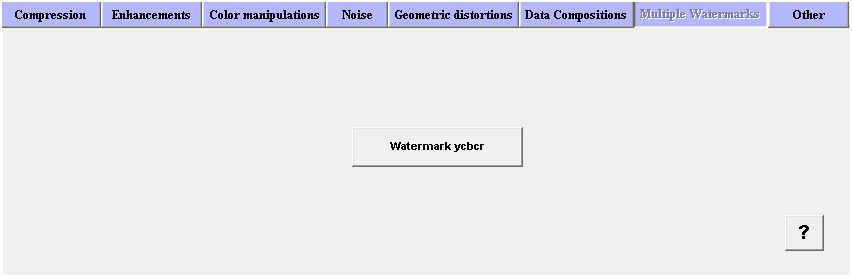 Compression Enhancements Color manipulations Noise Geometric distortions Data Compositions Multiple Watermarks Other
Watermark ycbcr
?